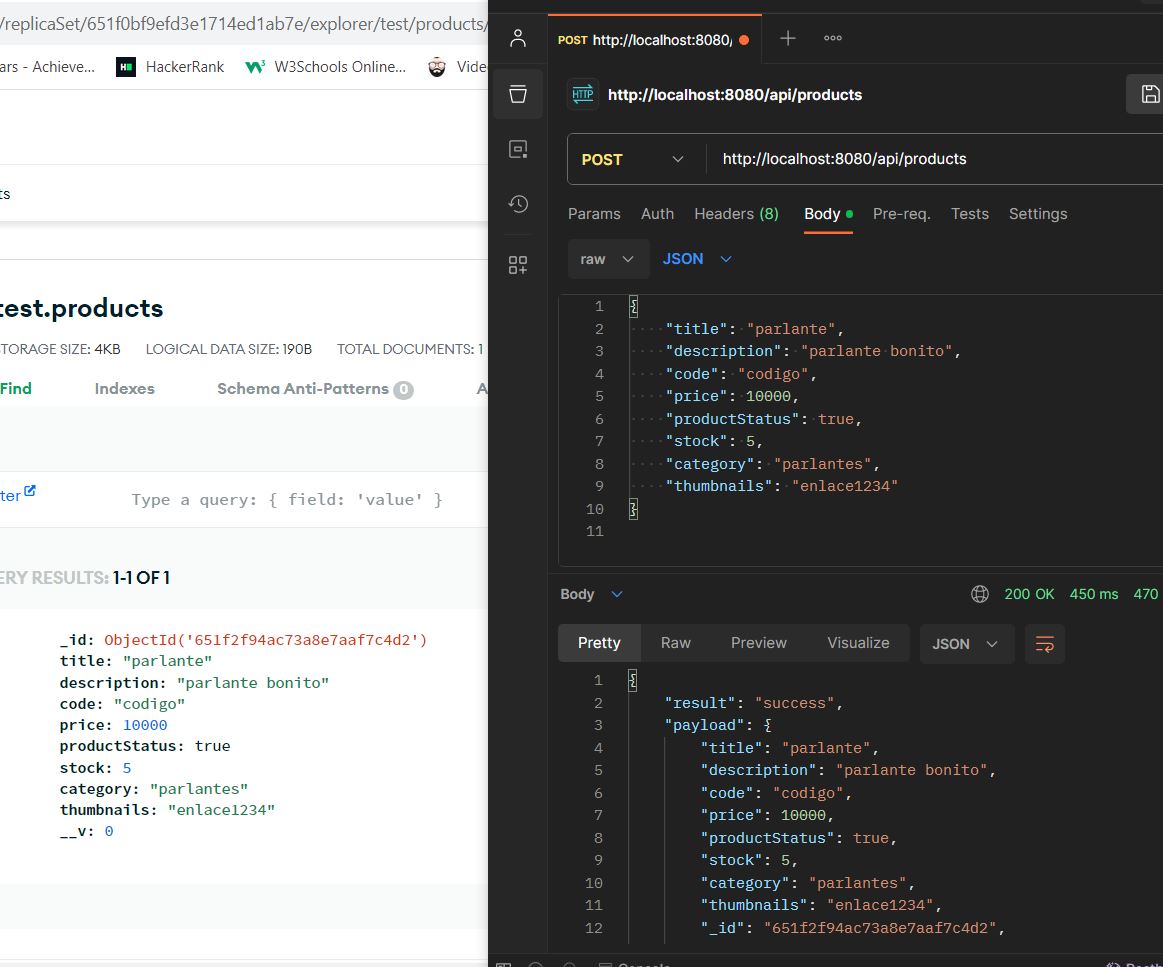 /replicaSet/651f0bf9efd3e1714ed1ab7e/explorer/test/products/
ars - Achieve...
HackerRank
W3Schools Online...
Vide
ts
test.products
STORAGE SIZE: 4KB
LOGICAL DATA SIZE: 190B
TOTAL DOCUMENTS: 1
Find
Indexes
Schema Anti-Patterns 0
A
ter
Type a query: { field: 'value' }
ERY RESULTS: 1-1 OF 1
_id: ObjectId('651f2f94ac73a8e7aaf7c4d2')
title: "parlante"
description: "parlante bonito"
code: "codigo"
price: 10000
productStatus: true
stock: 5
category: "parlantes"
thumbnails: "enlace1234"
__v: 0
POST http://localhost:8080/
HTTP http://localhost:8080/api/products
POST
http://localhost:8080/api/products
Params
Auth
Headers (8)
Body
Pre-req.
Tests
Settings
raw
JSON
1 {
2 "title": "parlante",
3 "description": "parlante bonito",
4 "code": "codigo",
5 "price": 10000,
6 "productStatus": true,
7 "stock": 5,
8 "category": "parlantes",
9 "thumbnails": "enlace1234"
10 }
11
Body
200 OK
450 ms
470
Pretty
Raw
Preview
Visualize
JSON
1 {
2 "result": "success",
3 "payload": {
4 "title": "parlante",
5 "description": "parlante bonito",
6 "code": "codigo",
7 "price": 10000,
8 "productStatus": true,
9 "stock": 5,
10 "category": "parlantes",
11 "thumbnails": "enlace1234",
12 "_id": "651f2f94ac73a8e7aaf7c4d2",
Console